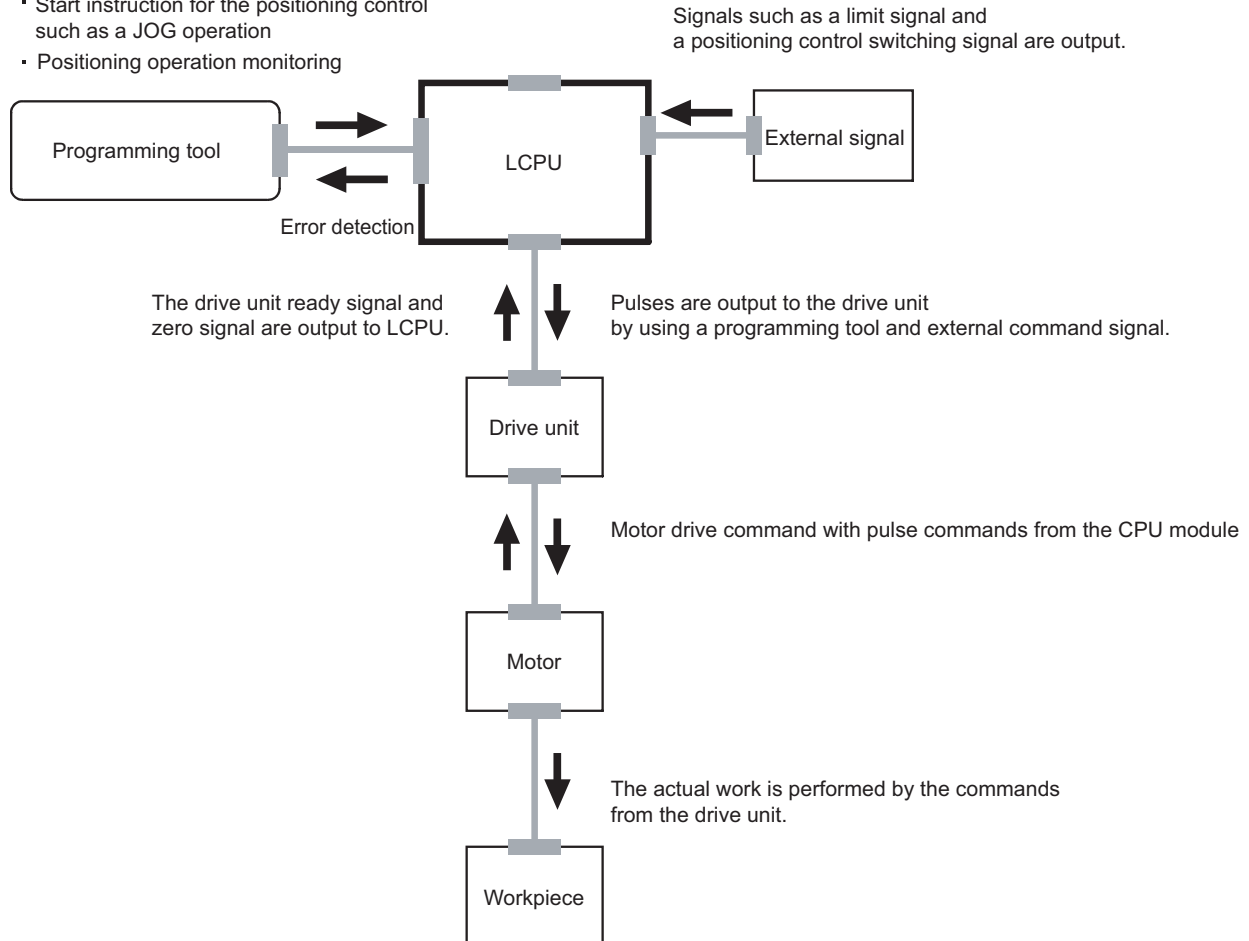 · Start instruction for the positioning control
such as a JOG operation
· Positioning operation monitoring
Signals such as a limit signal and
a positioning control switching signal are output.
Programming tool
LCPU
External signal
Error detection
The drive unit ready signal and
zero signal are output to LCPU.
Pulses are output to the drive unit
by using a programming tool and external command signal.
Drive unit
Motor drive command with pulse commands from the CPU module
Motor
The actual work is performed by the commands
from the drive unit.
Workpiece